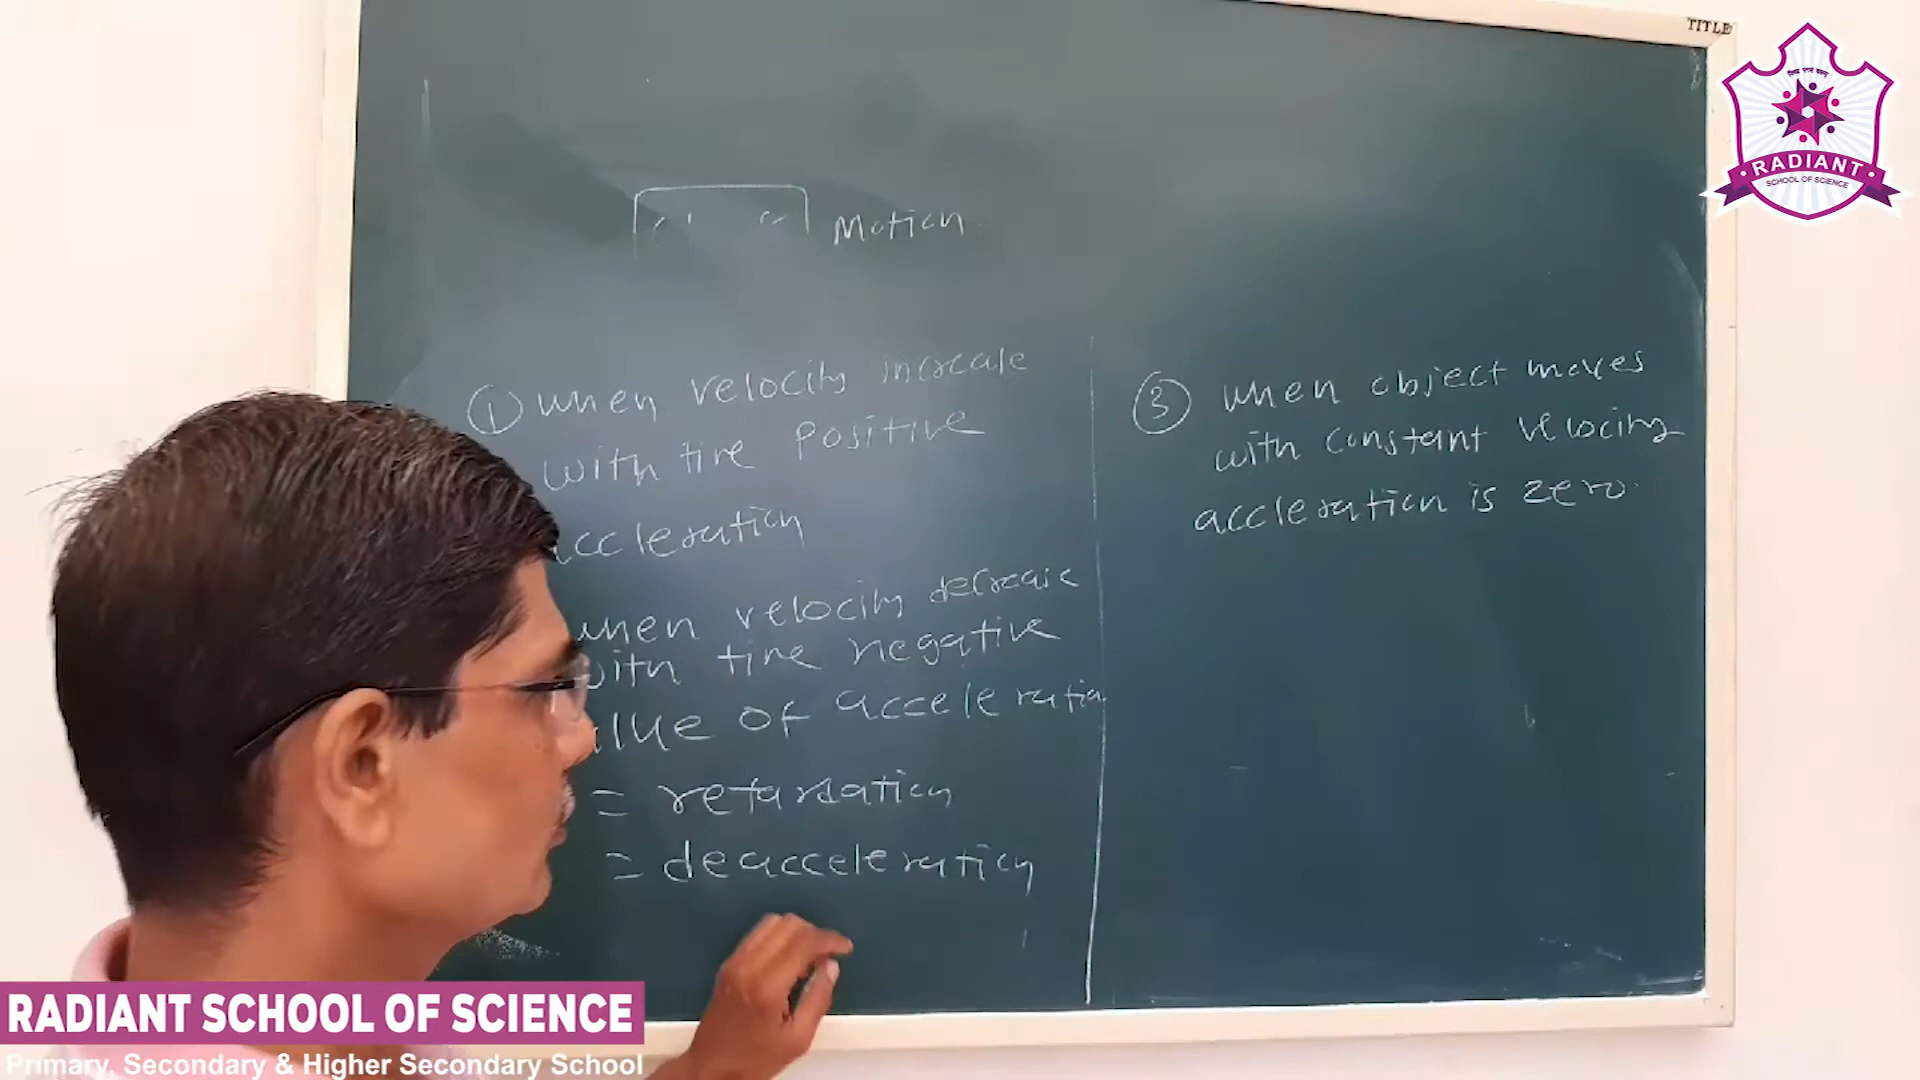 TITLE
RADIANT
SCHOOL OF SCIENCE
Motion
① when velocity increase
with time positive
accleration
when velocity decrease
with time negative
value of acceleration
= retardation
= deacceleration
③ when object moves
with constant velocity
accleration is zero.
RADIANT SCHOOL OF SCIENCE
Primary, Secondary & Higher Secondary School